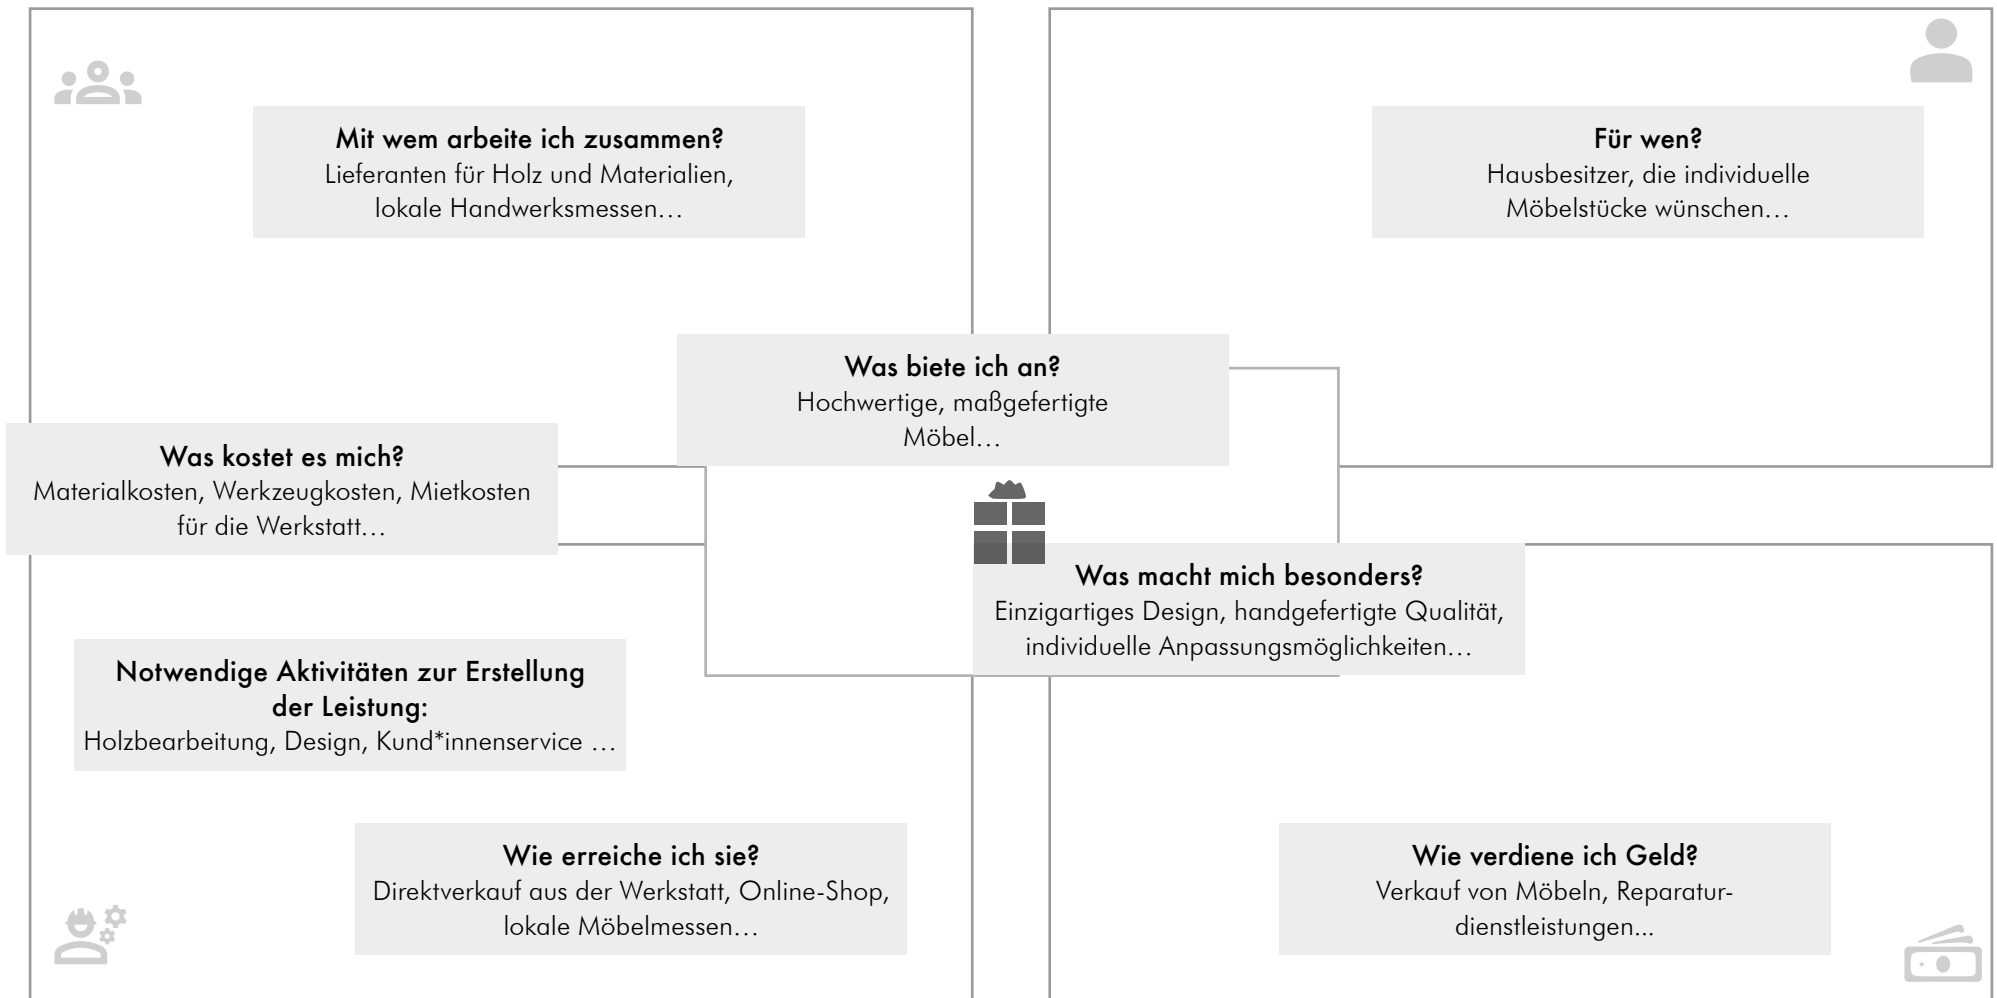 Mit wem arbeite ich zusammen?
Lieferanten für Holz und Materialien,
lokale Handwerksmessen…
Für wen?
Hausbesitzer, die individuelle
Möbelstücke wünschen…
Was biete ich an?
Hochwertige, maßgefertigte
Möbel…
Was kostet es mich?
Materialkosten, Werkzeugkosten, Mietkosten
für die Werkstatt…
Was macht mich besonders?
Einzigartiges Design, handgefertigte Qualität,
individuelle Anpassungsmöglichkeiten…
Notwendige Aktivitäten zur Erstellung
der Leistung:
Holzbearbeitung, Design, Kund*innenservice …
Wie erreiche ich sie?
Direktverkauf aus der Werkstatt, Online-Shop,
lokale Möbelmessen…
Wie verdiene ich Geld?
Verkauf von Möbeln, Reparatur-
dienstleistungen...